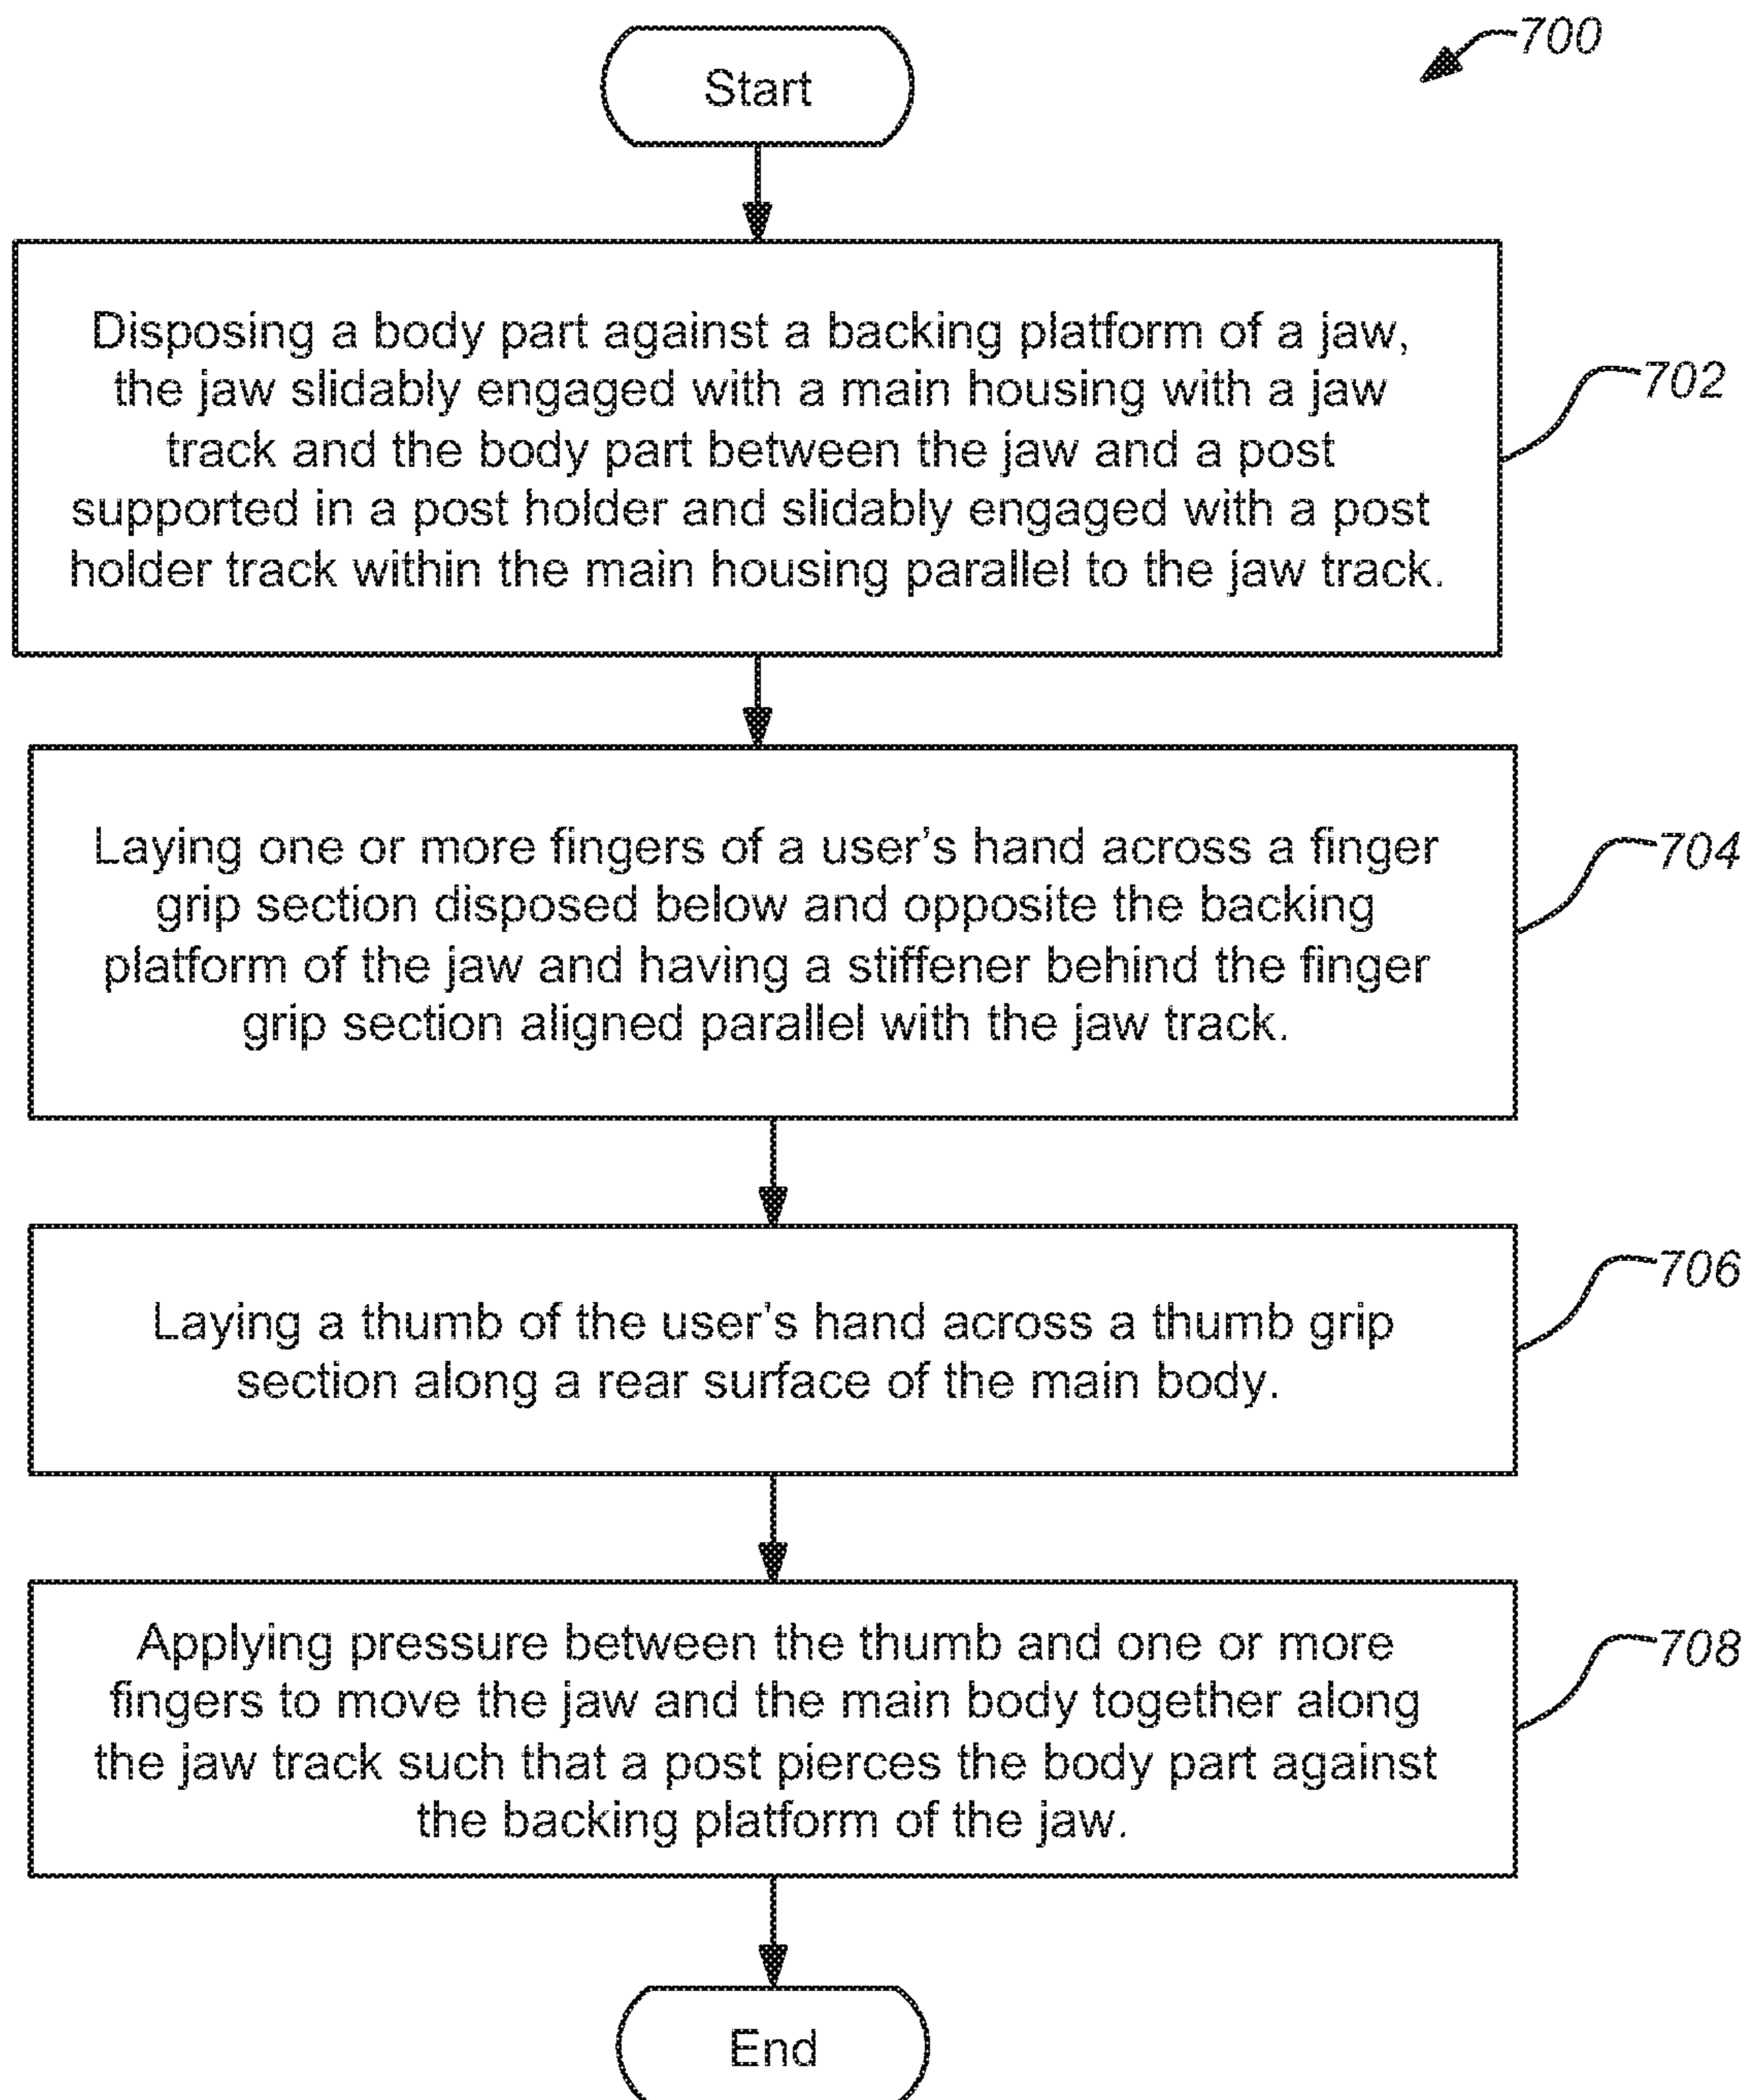 700
Start
Disposing a body part against a backing platform of a jaw,
the jaw slidably engaged with a main housing with a jaw
track and the body part between the jaw and a post
supported in a post holder and slidably engaged with a post
holder track within the main housing parallel to the jaw track.
702
Laying one or more fingers of a user's hand across a finger
grip section disposed below and opposite the backing
platform of the jaw and having a stiffener behind the finger
grip section aligned parallel with the jaw track.
704
Laying a thumb of the user's hand across a thumb grip
section along a rear surface of the main body.
706
Applying pressure between the thumb and one or more
fingers to move the jaw and the main body together along
the jaw track such that a post pierces the body part against
the backing platform of the jaw.
708
End